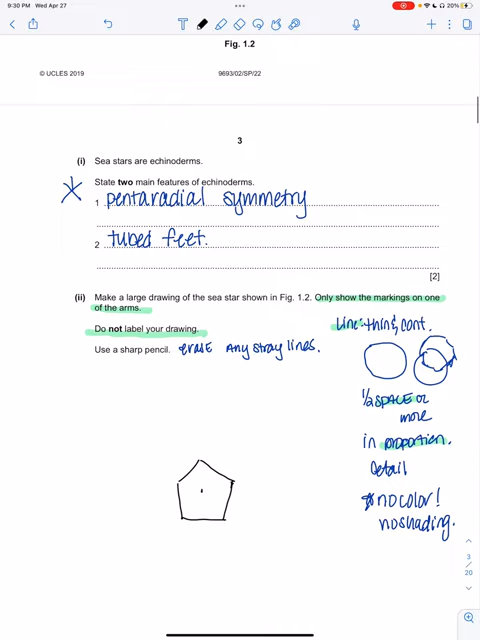 9:30 PM Wed Apr 27
20%
Fig. 1.2
© UCLES 2019
9693/02/SP/22
3
(i) Sea stars are echinoderms.
State two main features of echinoderms.
1 pentaradial symmetry
2 tubed feet.
[2]
(ii) Make a large drawing of the sea star shown in Fig. 1.2. Only show the markings on one
of the arms.
Do not label your drawing.
Use a sharp pencil. erase any stray lines.
Line: thin & cont.
1/2 SPACE or
more
in proportion.
Detail
* no color!
no shading.
3
/
20